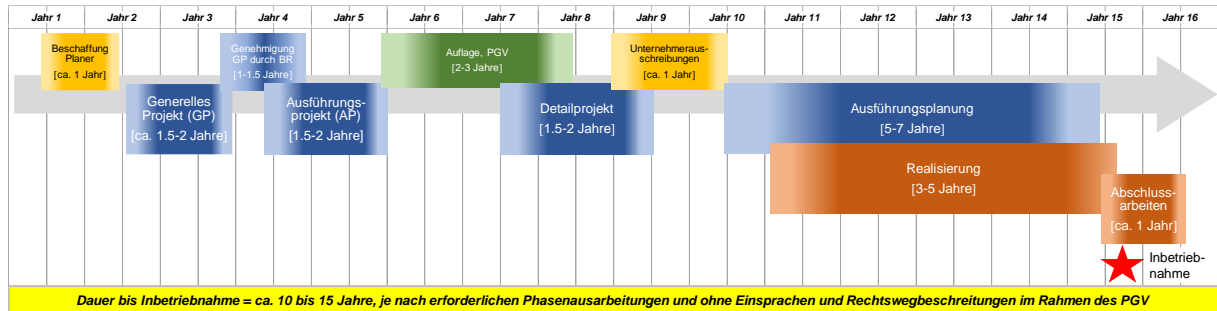 Jahr 1 Jahr 2 Jahr 3 Jahr 4 Jahr 5 Jahr 6 Jahr 7 Jahr 8 Jahr 9 Jahr 10 Jahr 11 Jahr 12 Jahr 13 Jahr 14 Jahr 15 Jahr 16
Beschaffung
Planer
[ca. 1 Jahr]
Genehmigung
GP durch BR
[1-1.5 Jahre]
Auflage, PGV
[2-3 Jahre]
Unternehmeraus-
schreibungen
[ca. 1 Jahr]
Generelles
Projekt (GP)
[ca. 1.5-2 Jahre]
Ausführungs-
projekt (AP)
[1.5-2 Jahre]
Detailprojekt
[1.5-2 Jahre]
Ausführungsplanung
[5-7 Jahre]
Realisierung
[3-5 Jahre]
Abschluss-
arbeiten
[ca. 1 Jahr]
Inbetrieb-
nahme
Dauer bis Inbetriebnahme = ca. 10 bis 15 Jahre, je nach erforderlichen Phasenausarbeitungen und ohne Einsprachen und Rechtswegbeschreitungen im Rahmen des PGV